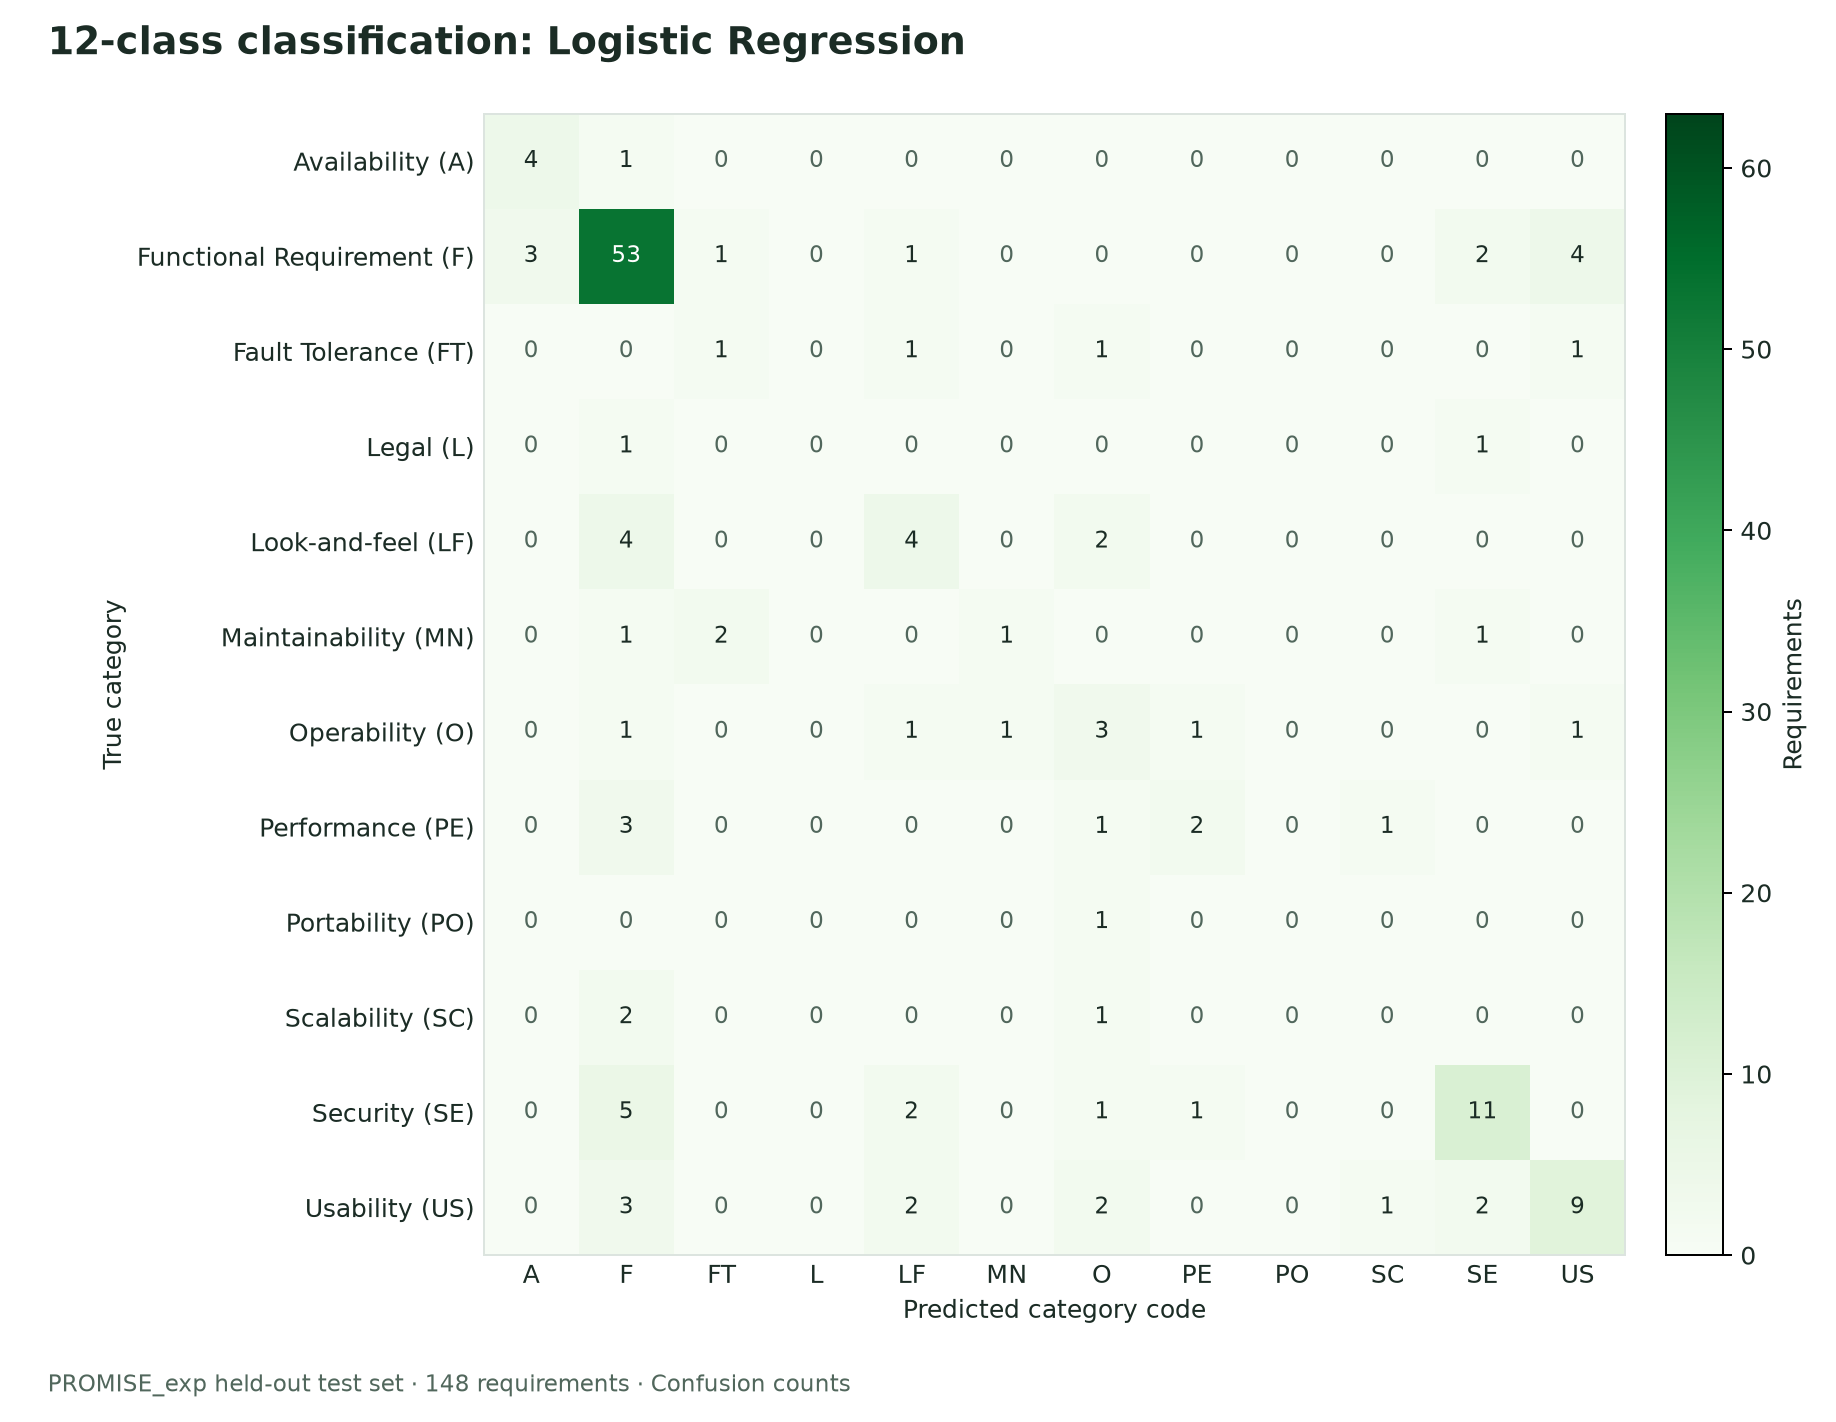 12-class classification: Logistic Regression
Availability (A) 4 1 0 0 0 0 0 0 0 0 0 0
Functional Requirement (F) 3 53 1 0 1 0 0 0 0 0 2 4
Fault Tolerance (FT) 0 0 1 0 1 0 1 0 0 0 0 1
Legal (L) 0 1 0 0 0 0 0 0 0 0 1 0
Look-and-feel (LF) 0 4 0 0 4 0 2 0 0 0 0 0
Maintainability (MN) 0 1 2 0 0 1 0 0 0 0 1 0
Operability (O) 0 1 0 0 1 1 3 1 0 0 0 1
Performance (PE) 0 3 0 0 0 0 1 2 0 1 0 0
Portability (PO) 0 0 0 0 0 0 1 0 0 0 0 0
Scalability (SC) 0 2 0 0 0 0 1 0 0 0 0 0
Security (SE) 0 5 0 0 2 0 1 1 0 0 11 0
Usability (US) 0 3 0 0 2 0 2 0 0 1 2 9
A F FT L LF MN O PE PO SC SE US
Predicted category code
True category
60
50
40
30
20
10
0
Requirements
PROMISE_exp held-out test set · 148 requirements · Confusion counts